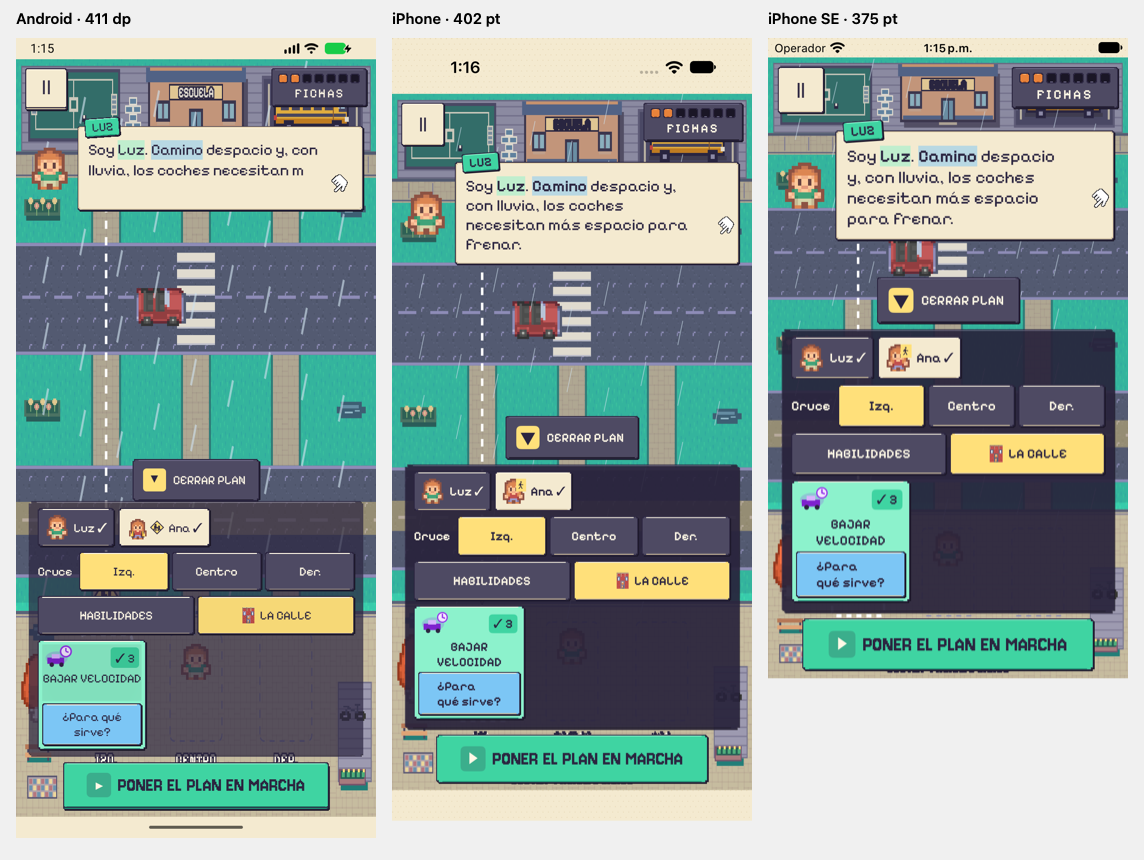 Android · 411 dp
1:15
ESCUELA
FICHAS
LUZ
Soy Luz. Camino despacio y, con
lluvia, los coches necesitan m
CERRAR PLAN
Luz ✓
Ana ✓
Cruce
Izq.
Centro
Der.
HABILIDADES
LA CALLE
✓ 3
BAJAR VELOCIDAD
¿Para qué
sirve?
IZQ.
CENTRO
DER.
PONER EL PLAN EN MARCHA
iPhone · 402 pt
1:16
ESCUELA
FICHAS
LUZ
Soy Luz. Camino despacio y,
con lluvia, los coches
necesitan más espacio para
frenar.
CERRAR PLAN
Luz ✓
Ana ✓
Cruce
Izq.
Centro
Der.
HABILIDADES
LA CALLE
✓ 3
BAJAR
VELOCIDAD
¿Para
qué sirve?
PONER EL PLAN EN MARCHA
iPhone SE · 375 pt
Operador
1:15 p.m.
ESCUELA
FICHAS
LUZ
Soy Luz. Camino despacio
y, con lluvia, los coches
necesitan más espacio
para frenar.
CERRAR PLAN
Luz ✓
Ana ✓
Cruce
Izq.
Centro
Der.
HABILIDADES
LA CALLE
✓ 3
BAJAR
VELOCIDAD
¿Para
qué sirve?
PONER EL PLAN EN MARCHA